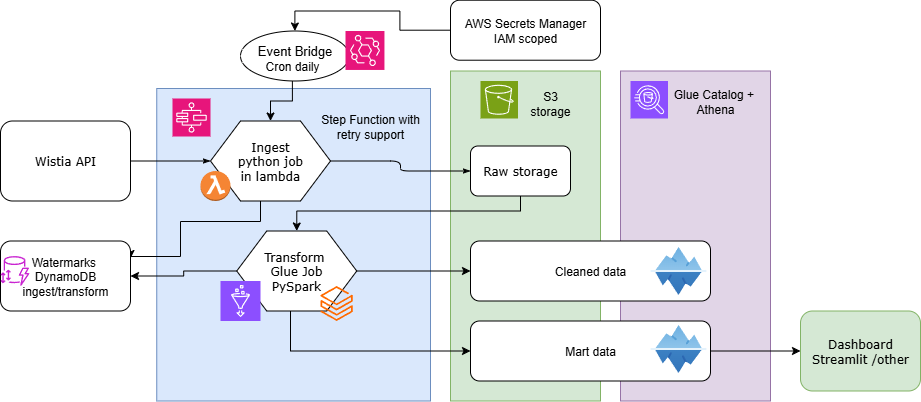 AWS Secrets Manager
IAM scoped
Event Bridge
Cron daily
Step Function with
retry support
S3
storage
Glue Catalog +
Athena
Wistia API
Ingest
python job
in lambda
Raw storage
Watermarks
DynamoDB
ingest/transform
Transform
Glue Job
PySpark
Cleaned data
Mart data
Dashboard
Streamlit /other